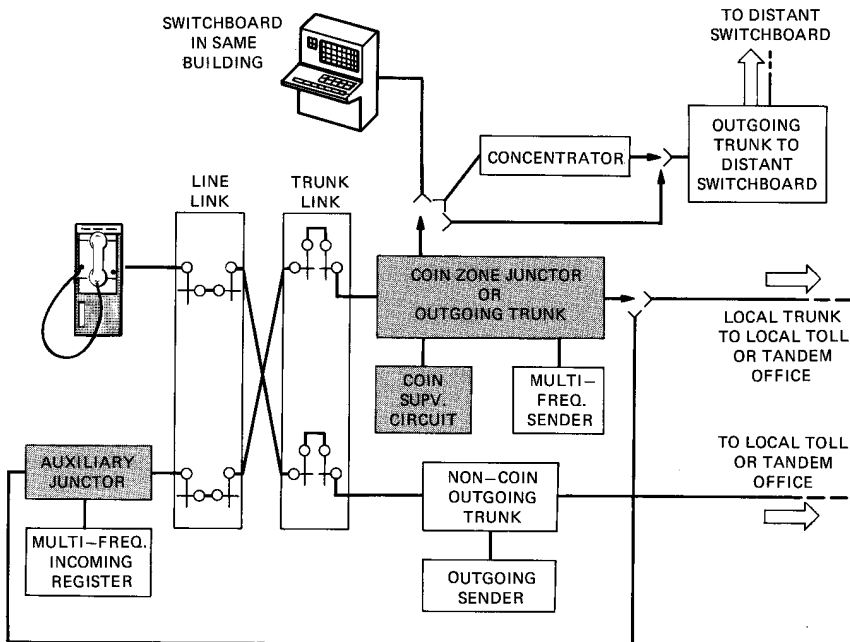 SWITCHBOARD
IN SAME
BUILDING
TO DISTANT
SWITCHBOARD
CONCENTRATOR
OUTGOING
TRUNK TO
DISTANT
SWITCHBOARD
LINE
LINK
TRUNK
LINK
COIN ZONE JUNCTOR
OR
OUTGOING TRUNK
LOCAL TRUNK
TO LOCAL TOLL
OR TANDEM
OFFICE
COIN
SUPV.
CIRCUIT
MULTI–
FREQ.
SENDER
AUXILIARY
JUNCTOR
NON–COIN
OUTGOING
TRUNK
TO LOCAL TOLL
OR TANDEM
OFFICE
MULTI–FREQ.
INCOMING
REGISTER
OUTGOING
SENDER